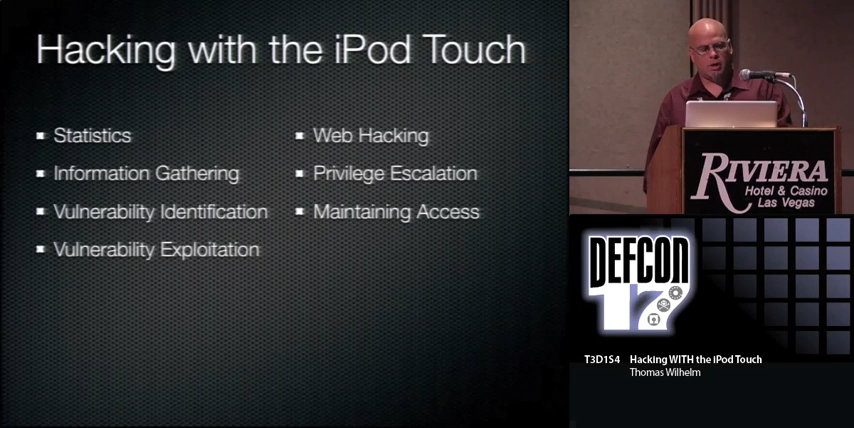 Hacking with the iPod Touch
Statistics
Information Gathering
Vulnerability Identification
Vulnerability Exploitation
Web Hacking
Privilege Escalation
Maintaining Access
RIVIERA
Hotel & Casino
Las Vegas
DEFCON
17
T3D1S4 Hacking WITH the iPod Touch
Thomas Wilhelm